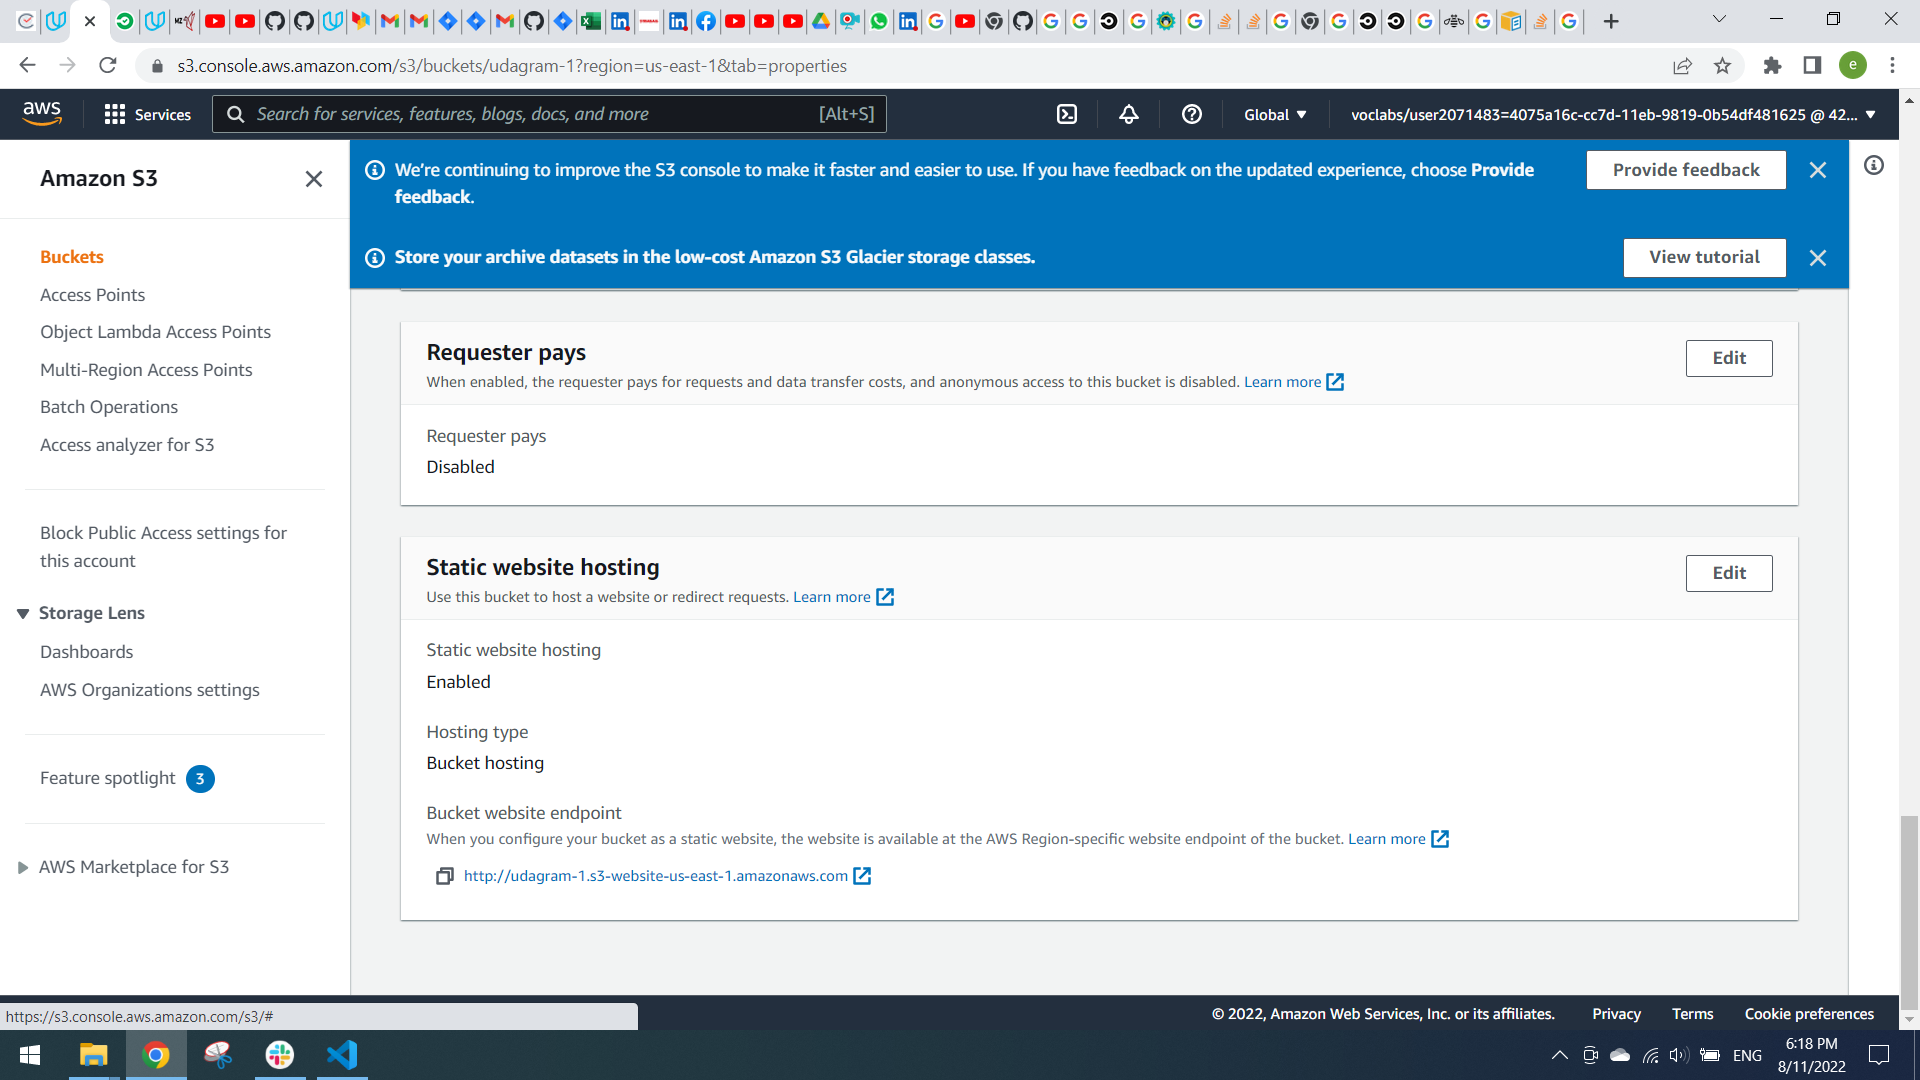 s3.console.aws.amazon.com/s3/buckets/udagram-1?region=us-east-1&tab=properties
e
aws
Services
Search for services, features, blogs, docs, and more
[Alt+S]
Global
voclabs/user2071483=4075a16c-cc7d-11eb-9819-0b54df481625 @ 42...
Amazon S3
Buckets
Access Points
Object Lambda Access Points
Multi-Region Access Points
Batch Operations
Access analyzer for S3
Block Public Access settings for
this account
Storage Lens
Dashboards
AWS Organizations settings
Feature spotlight 3
AWS Marketplace for S3
We're continuing to improve the S3 console to make it faster and easier to use. If you have feedback on the updated experience, choose Provide
feedback.
Provide feedback
Store your archive datasets in the low-cost Amazon S3 Glacier storage classes.
View tutorial
Requester pays
Edit
When enabled, the requester pays for requests and data transfer costs, and anonymous access to this bucket is disabled. Learn more
Requester pays
Disabled
Static website hosting
Edit
Use this bucket to host a website or redirect requests. Learn more
Static website hosting
Enabled
Hosting type
Bucket hosting
Bucket website endpoint
When you configure your bucket as a static website, the website is available at the AWS Region-specific website endpoint of the bucket. Learn more
http://udagram-1.s3-website-us-east-1.amazonaws.com
https://s3.console.aws.amazon.com/s3/#
© 2022, Amazon Web Services, Inc. or its affiliates.
Privacy
Terms
Cookie preferences
ENG
6:18 PM
8/11/2022